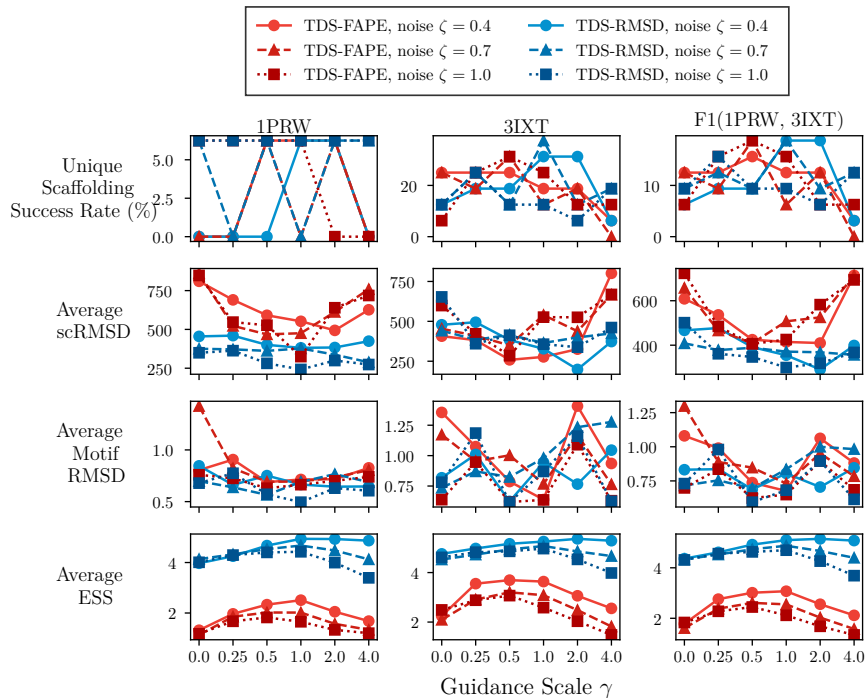 TDS-FAPE, noise ζ = 0.4 TDS-RMSD, noise ζ = 0.4
TDS-FAPE, noise ζ = 0.7 TDS-RMSD, noise ζ = 0.7
TDS-FAPE, noise ζ = 1.0 TDS-RMSD, noise ζ = 1.0
1PRW 3IXT F1(1PRW, 3IXT)
Unique
Scaffolding
Success Rate (%)
5.0
2.5
0.0
20
0
10
0
Average
scRMSD
750
500
250
750
500
250
600
400
Average
Motif
RMSD
1.0
0.5
1.25
1.00
0.75
1.25
1.00
0.75
Average
ESS
4
2
4
2
4
2
0.0 0.25 0.5 1.0 2.0 4.0 0.0 0.25 0.5 1.0 2.0 4.0 0.0 0.25 0.5 1.0 2.0 4.0
Guidance Scale γ